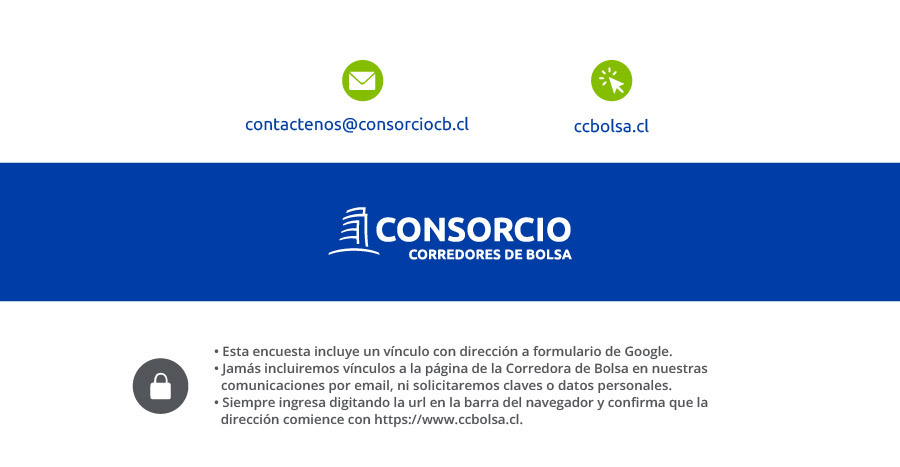 contactenos@consorciocb.cl
ccbolsa.cl
CONSORCIO
CORREDORES DE BOLSA
• Esta encuesta incluye un vínculo con dirección a formulario de Google.
• Jamás incluiremos vínculos a la página de la Corredora de Bolsa en nuestras
comunicaciones por email, ni solicitaremos claves o datos personales.
• Siempre ingresa digitando la url en la barra del navegador y confirma que la
dirección comience con https://www.ccbolsa.cl.